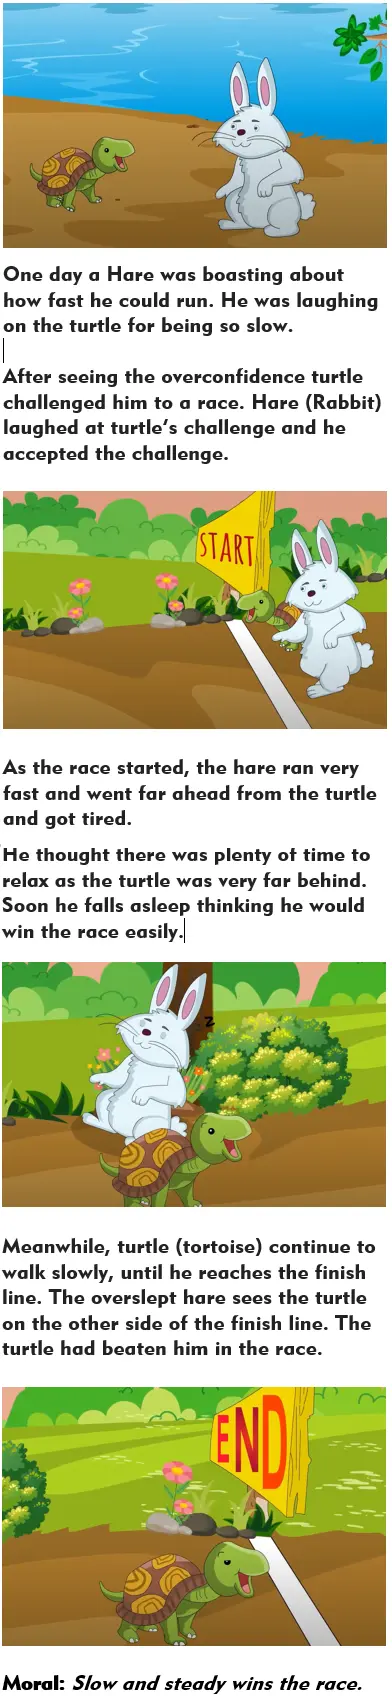 One day a Hare was boasting about
how fast he could run. He was laughing
on the turtle for being so slow.
After seeing the overconfidence turtle
challenged him to a race. Hare (Rabbit)
laughed at turtle's challenge and he
accepted the challenge.
START
As the race started, the hare ran very
fast and went far ahead from the turtle
and got tired.
He thought there was plenty of time to
relax as the turtle was very far behind.
Soon he falls asleep thinking he would
win the race easily.
z
Meanwhile, turtle (tortoise) continue to
walk slowly, until he reaches the finish
line. The overslept hare sees the turtle
on the other side of the finish line. The
turtle had beaten him in the race.
END
Moral: Slow and steady wins the race.